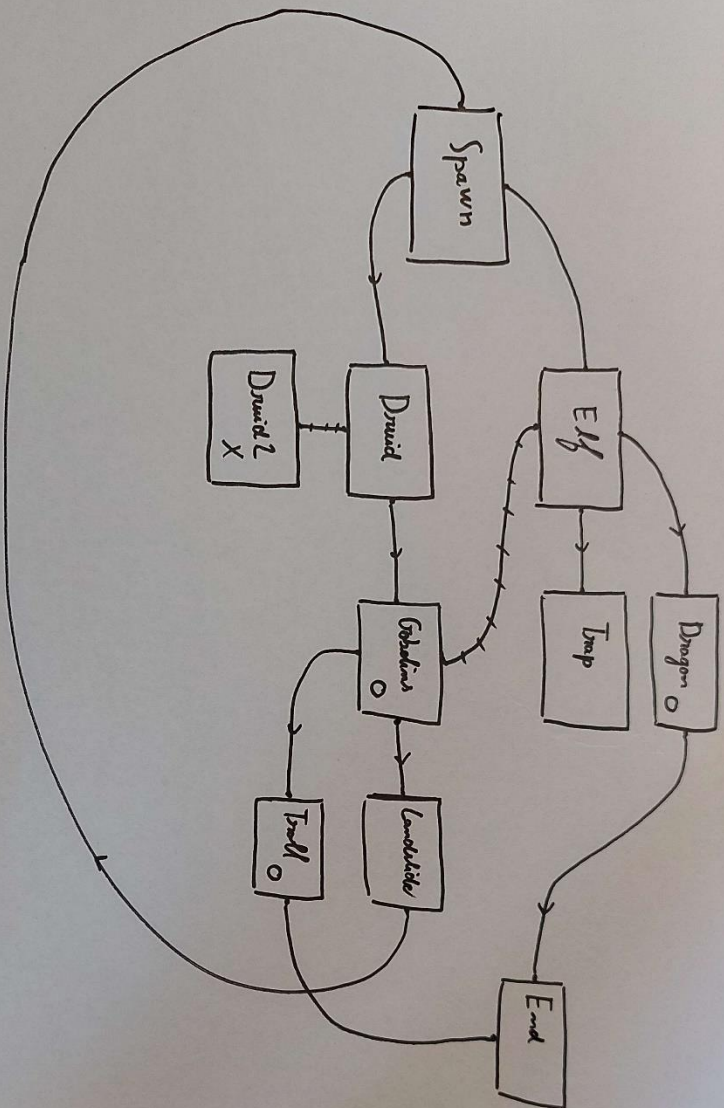 Spawn
Elf
Dragon
O
Trap
Druid
Druid 2
X
Goblins
O
Landslide
Troll
O
End